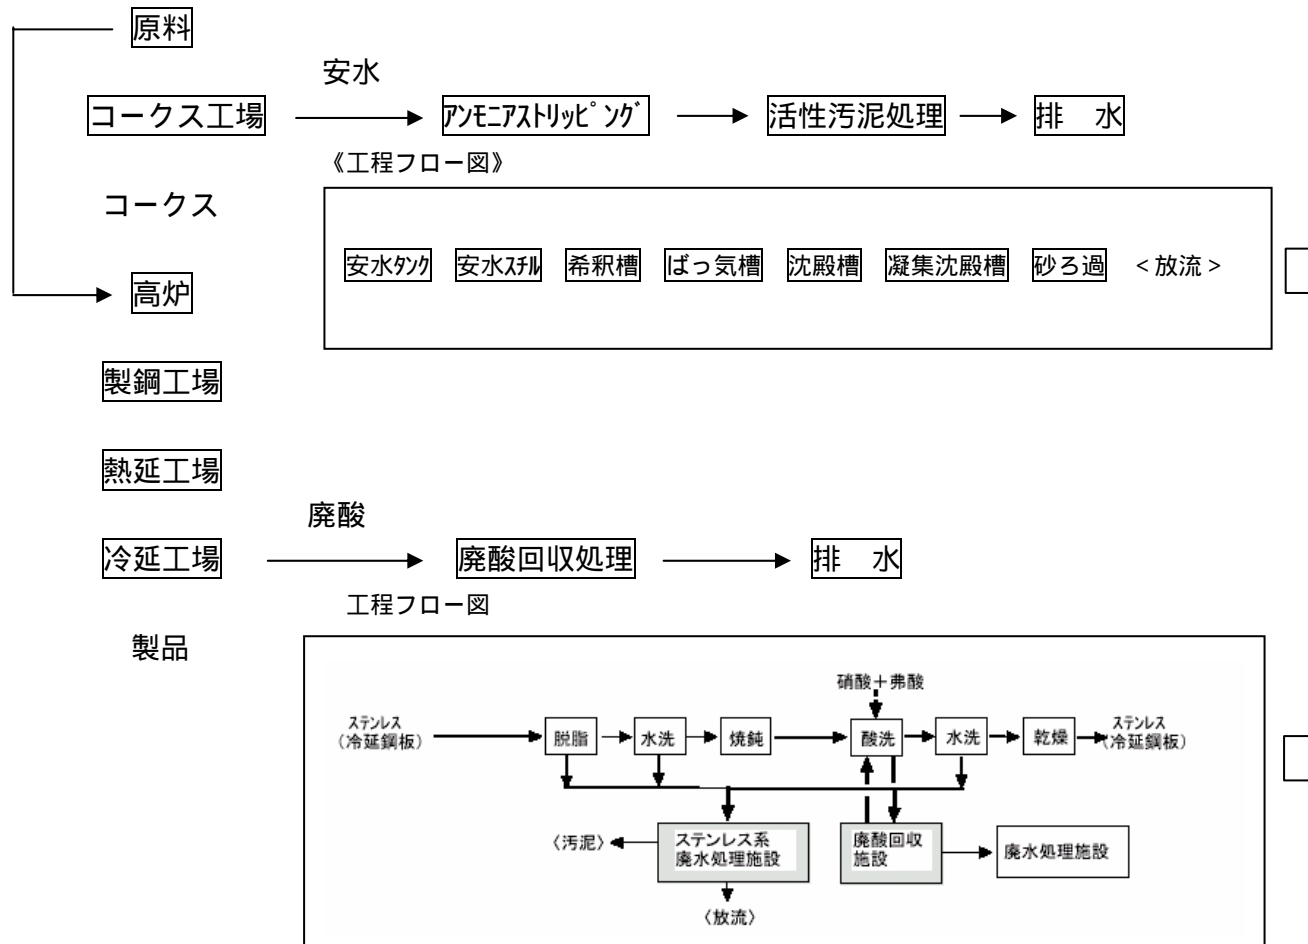 原料
安水
コークス工場 ｱﾝﾓﾆｱｽﾄﾘｯﾋﾟﾝｸﾞ 活性汚泥処理 排　水
《工程フロー図》
コークス
安水ﾀﾝｸ 安水ｽﾁﾙ 希釈槽 ばっ気槽 沈殿槽 凝集沈殿槽 砂ろ過 ＜放流＞
高炉
製鋼工場
熱延工場
廃酸
冷延工場 廃酸回収処理 排　水
工程フロー図
製品
硝酸＋弗酸
ｽﾃﾝﾚｽ
（冷延鋼板）
脱脂 水洗 焼鈍 酸洗 水洗 乾燥
ｽﾃﾝﾚｽ
（冷延鋼板）
〈汚泥〉
ステンレス系
廃水処理施設
廃酸回収
施設
廃水処理施設
〈放流〉